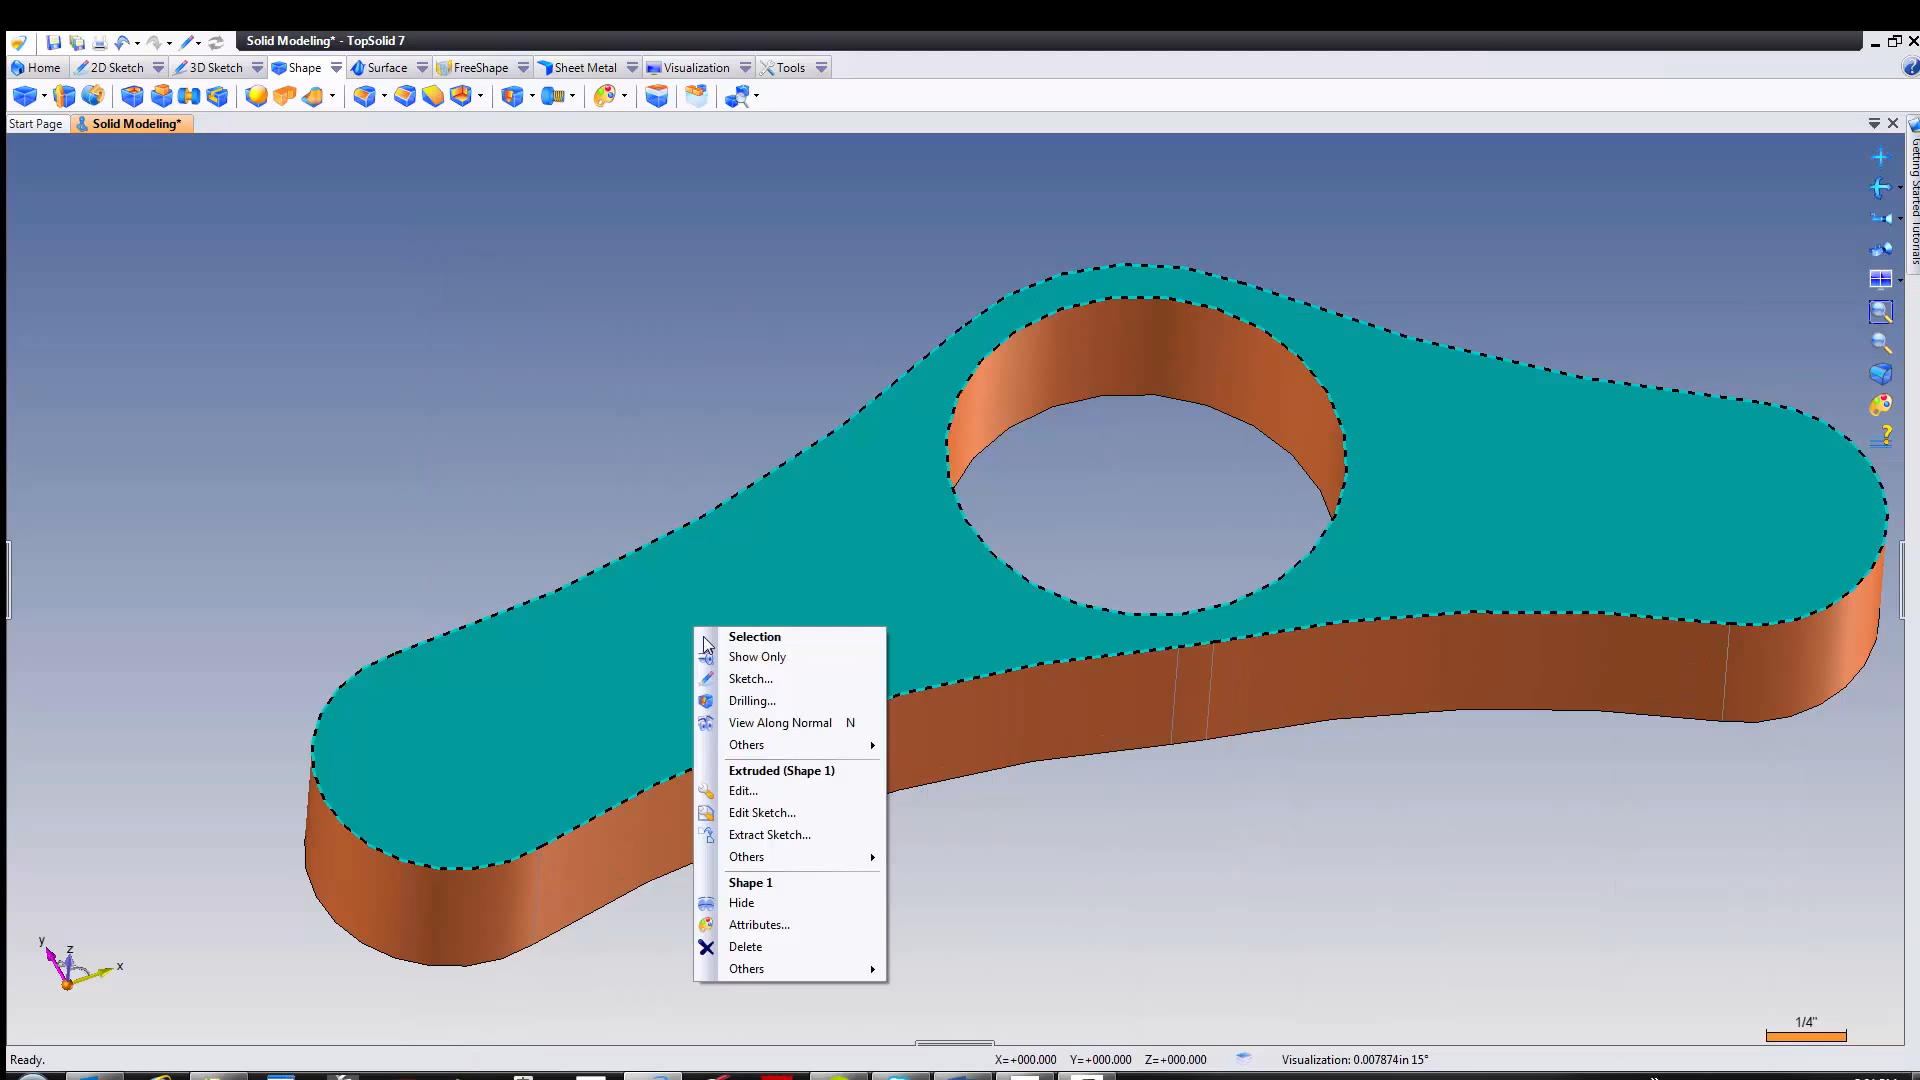 Solid Modeling* - TopSolid 7
Home 2D Sketch 3D Sketch Shape Surface FreeShape Sheet Metal Visualization Tools
Start Page Solid Modeling*
Getting Started Tutorials
Selection
Show Only
Sketch...
Drilling...
View Along Normal N
Others
Extruded (Shape 1)
Edit...
Edit Sketch...
Extract Sketch...
Others
Shape 1
Hide
Attributes...
Delete
Others
y
z
x
1/4"
Ready. X=+000.000 Y=+000.000 Z=+000.000 Visualization: 0.007874in 15°